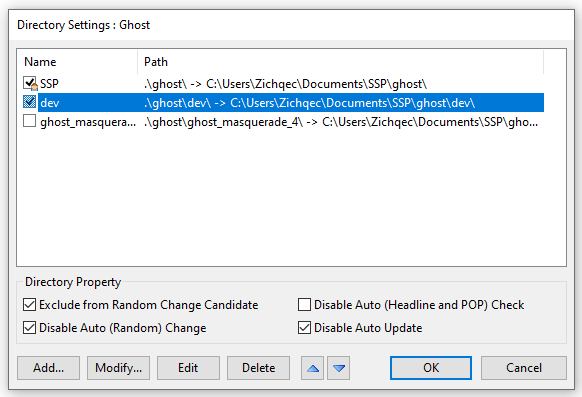 Directory Settings : Ghost
Name Path
SSP .\ghost\ -> C:\Users\Zichqec\Documents\SSP\ghost\
dev .\ghost\dev\ -> C:\Users\Zichqec\Documents\SSP\ghost\dev\
ghost_masquera... .\ghost\ghost_masquerade_4\ -> C:\Users\Zichqec\Documents\SSP\gho...
Directory Property
Exclude from Random Change Candidate Disable Auto (Headline and POP) Check
Disable Auto (Random) Change Disable Auto Update
Add... Modify... Edit Delete OK Cancel